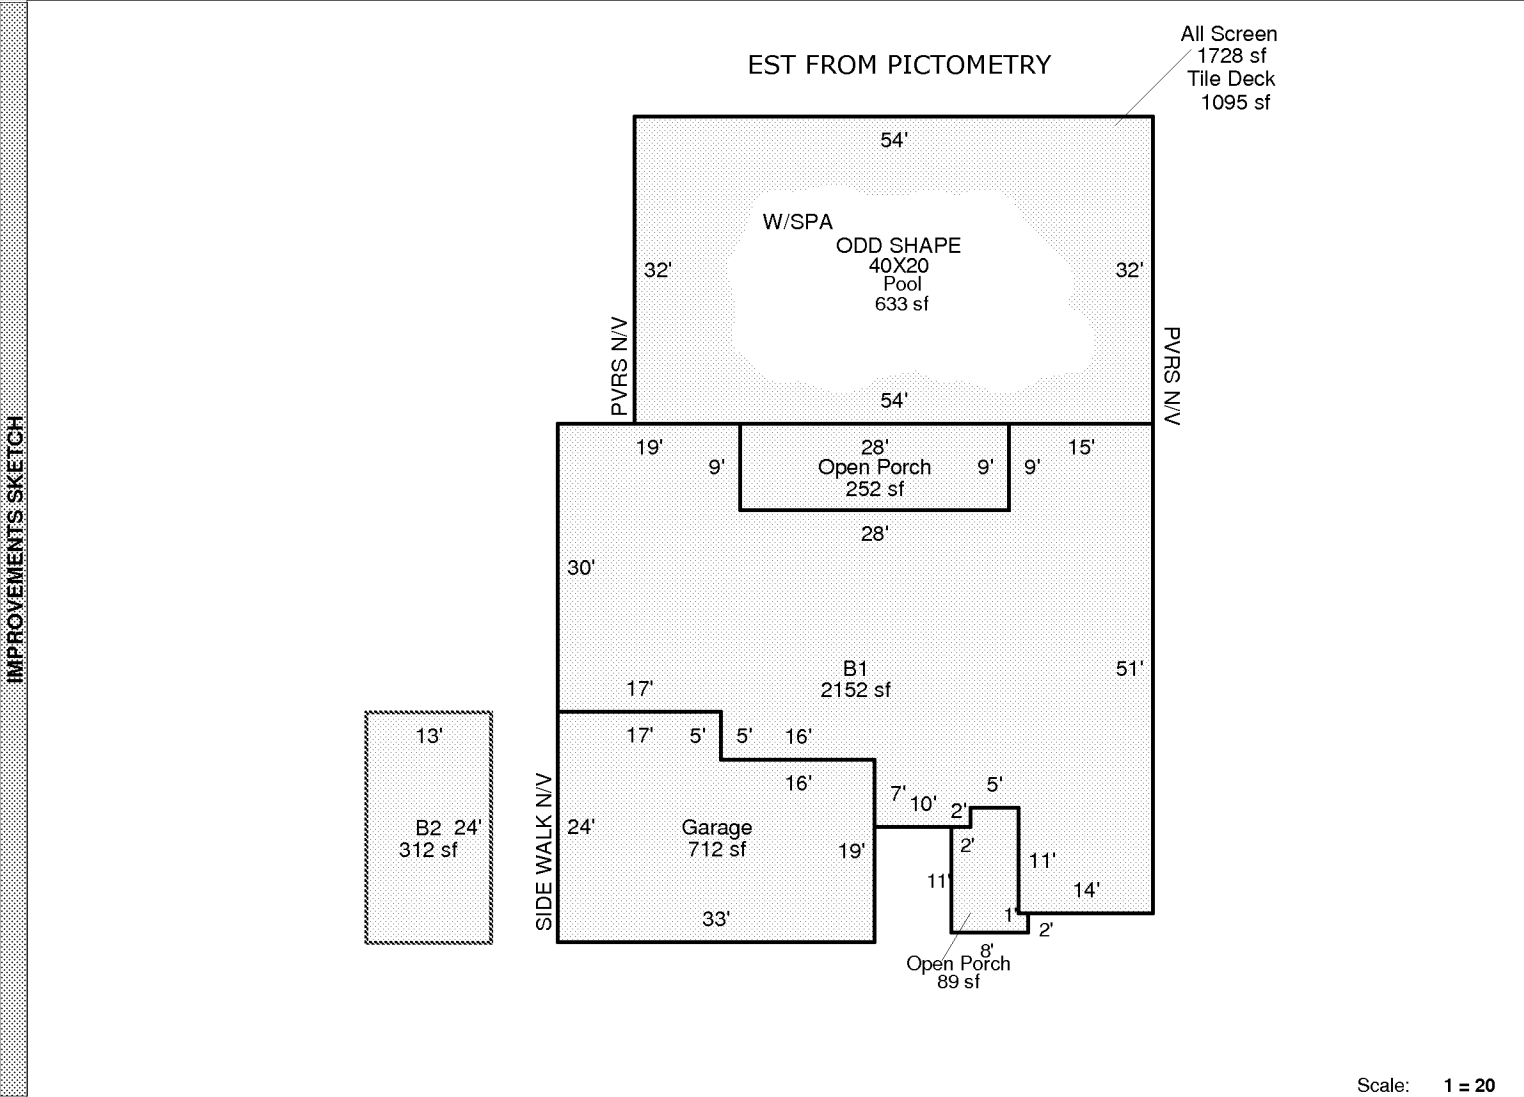 All Screen
1728 sf
Tile Deck
1095 sf
EST FROM PICTOMETRY
54'
W/SPA
ODD SHAPE
40X20
Pool
633 sf
32'
32'
PVRS N/V
PVRS N/V
54'
19'
9'
28'
Open Porch
252 sf
9'
9'
15'
28'
30'
IMPROVEMENTS SKETCH
B1
2152 sf
51'
17'
17'
5'
5'
16'
16'
13'
B2 24'
312 sf
SIDE WALK N/V
24'
Garage
712 sf
19'
33'
7'
10'
2'
5'
2'
11'
11'
14'
1'
2'
8'
Open Porch
89 sf
Scale: 1 = 20